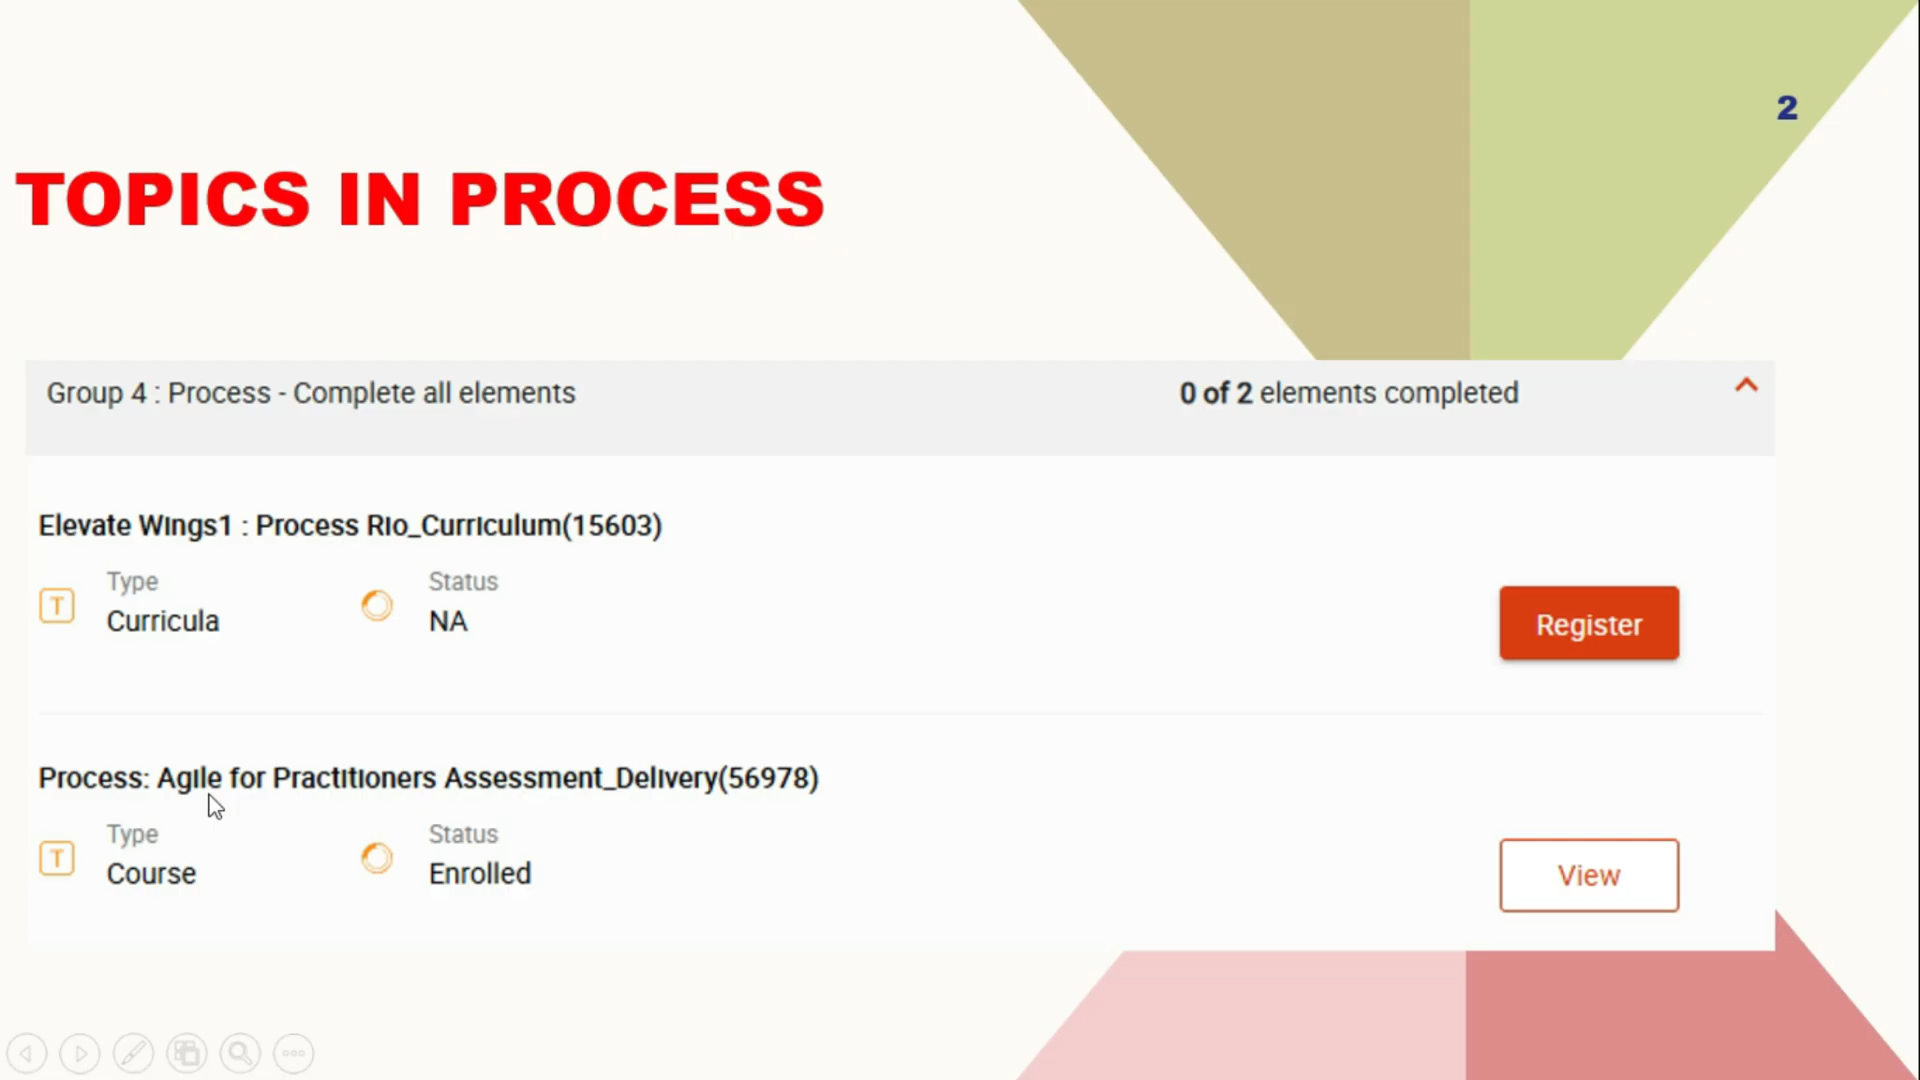 2
TOPICS IN PROCESS
Group 4 : Process - Complete all elements
0 of 2 elements completed
Elevate Wings1 : Process Rio_Curriculum(15603)
T
Type
Curricula
Status
NA
Register
Process: Agile for Practitioners Assessment_Delivery(56978)
T
Type
Course
Status
Enrolled
View